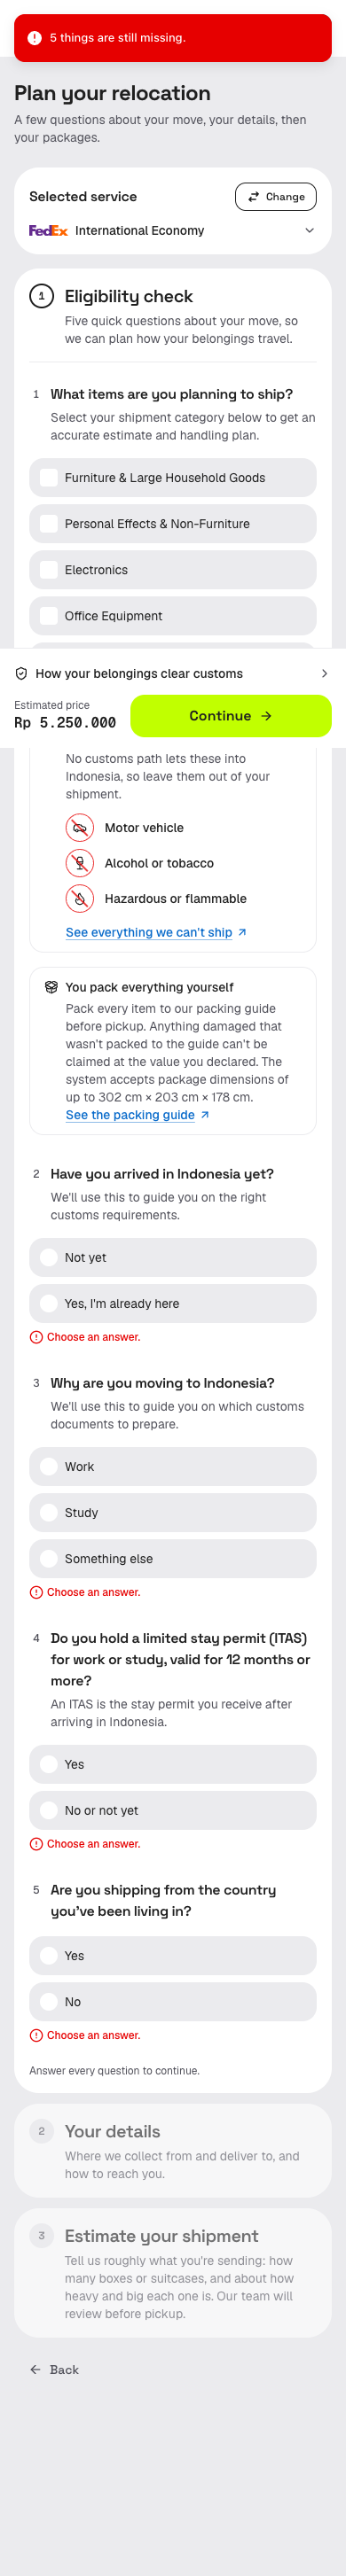 5 things are still missing.
Plan your relocation
A few questions about your move, your details, then
your packages.
Selected service
Change
FedEx International Economy
1 Eligibility check
Five quick questions about your move, so
we can plan how your belongings travel.
1 What items are you planning to ship?
Select your shipment category below to get an
accurate estimate and handling plan.
Furniture & Large Household Goods
Personal Effects & Non-Furniture
Electronics
Office Equipment
How your belongings clear customs
Estimated price
Rp 5.250.000
Continue
No customs path lets these into
Indonesia, so leave them out of your
shipment.
Motor vehicle
Alcohol or tobacco
Hazardous or flammable
See everything we can't ship
You pack everything yourself
Pack every item to our packing guide
before pickup. Anything damaged that
wasn't packed to the guide can't be
claimed at the value you declared. The
system accepts package dimensions of
up to 302 cm × 203 cm × 178 cm.
See the packing guide
2 Have you arrived in Indonesia yet?
We'll use this to guide you on the right
customs requirements.
Not yet
Yes, I'm already here
Choose an answer.
3 Why are you moving to Indonesia?
We'll use this to guide you on which customs
documents to prepare.
Work
Study
Something else
Choose an answer.
4 Do you hold a limited stay permit (ITAS)
for work or study, valid for 12 months or
more?
An ITAS is the stay permit you receive after
arriving in Indonesia.
Yes
No or not yet
Choose an answer.
5 Are you shipping from the country
you've been living in?
Yes
No
Choose an answer.
Answer every question to continue.
2 Your details
Where we collect from and deliver to, and
how to reach you.
3 Estimate your shipment
Tell us roughly what you're sending: how
many boxes or suitcases, and about how
heavy and big each one is. Our team will
review before pickup.
Back